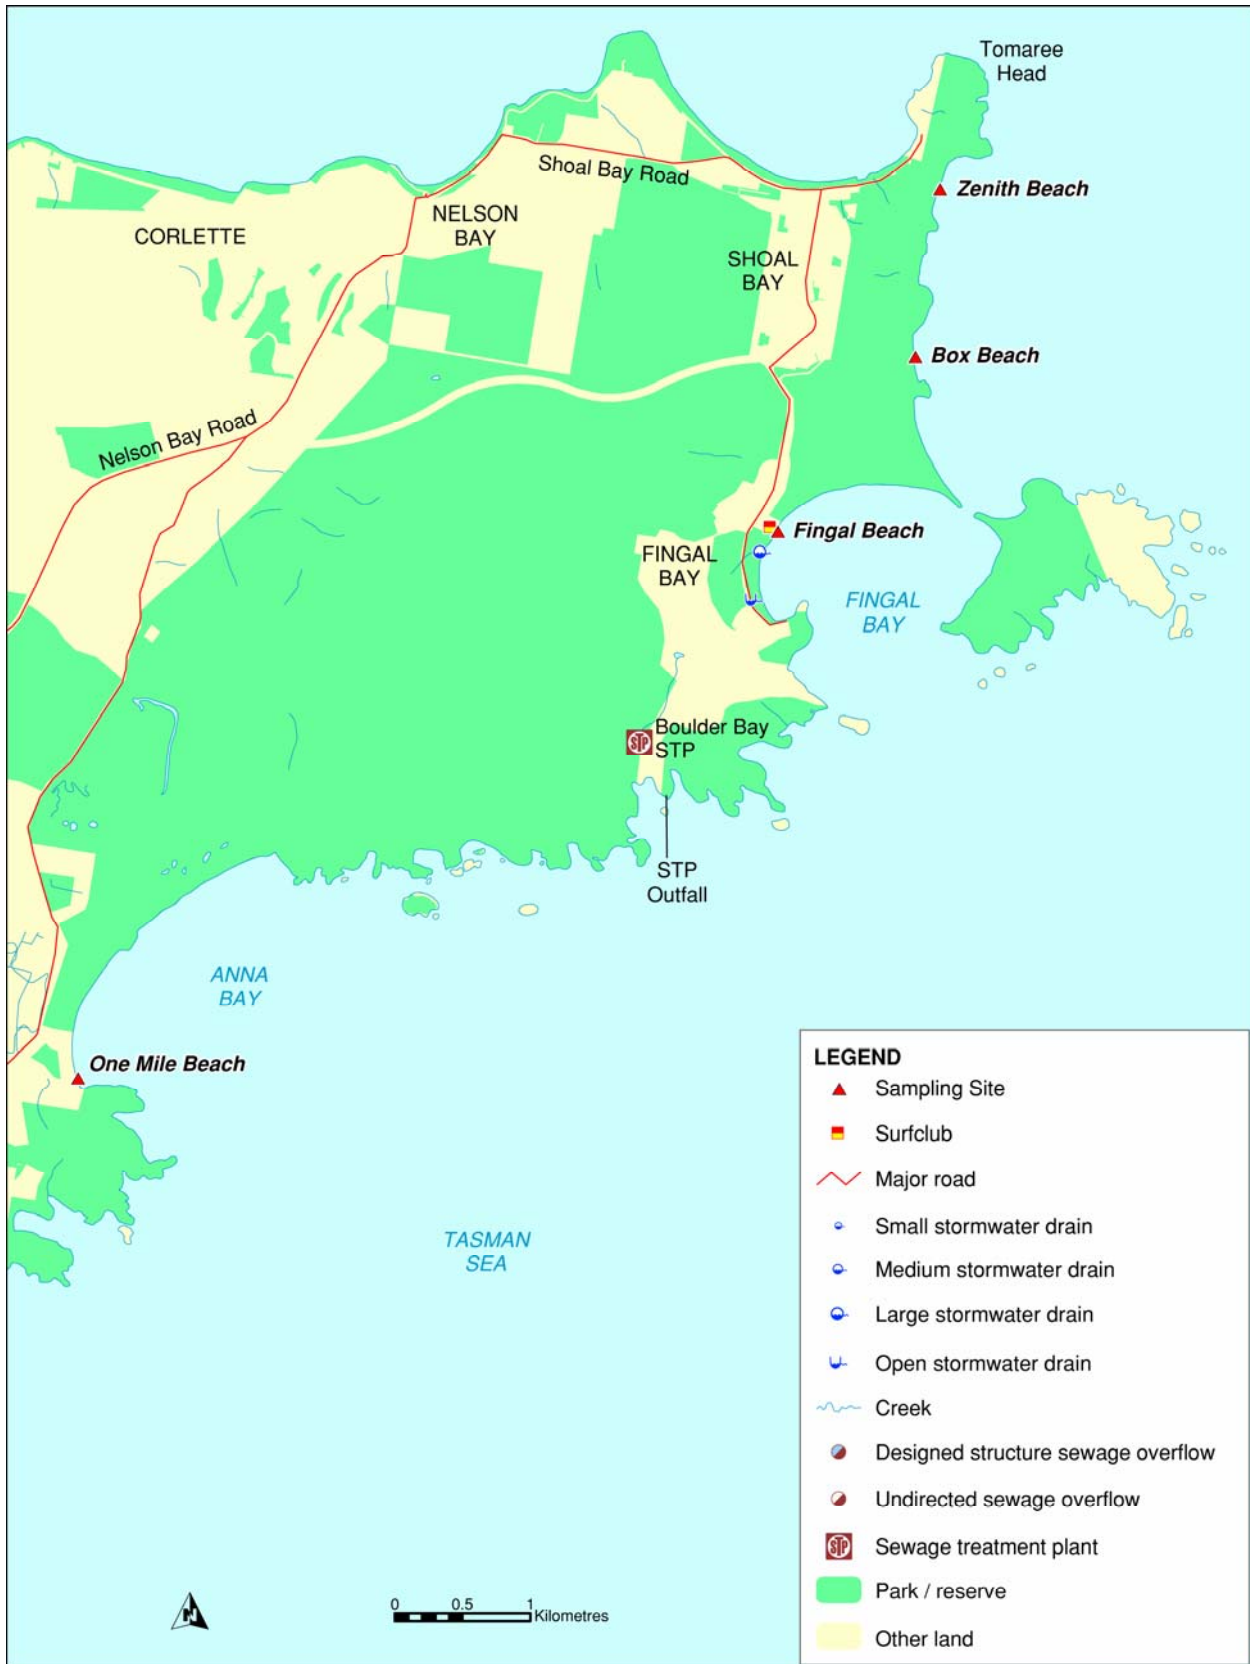 Tomaree
Head
Shoal Bay Road
Zenith Beach
NELSON
BAY
CORLETTE
SHOAL
BAY
Box Beach
Nelson Bay Road
Fingal Beach
FINGAL
BAY
FINGAL
BAY
STP
Boulder Bay
STP
STP
Outfall
ANNA
BAY
One Mile Beach
TASMAN
SEA
LEGEND
Sampling Site
Surfclub
Major road
Small stormwater drain
Medium stormwater drain
Large stormwater drain
Open stormwater drain
Creek
Designed structure sewage overflow
Undirected sewage overflow
STP
Sewage treatment plant
Park / reserve
Other land
N
0 0.5 1
Kilometres